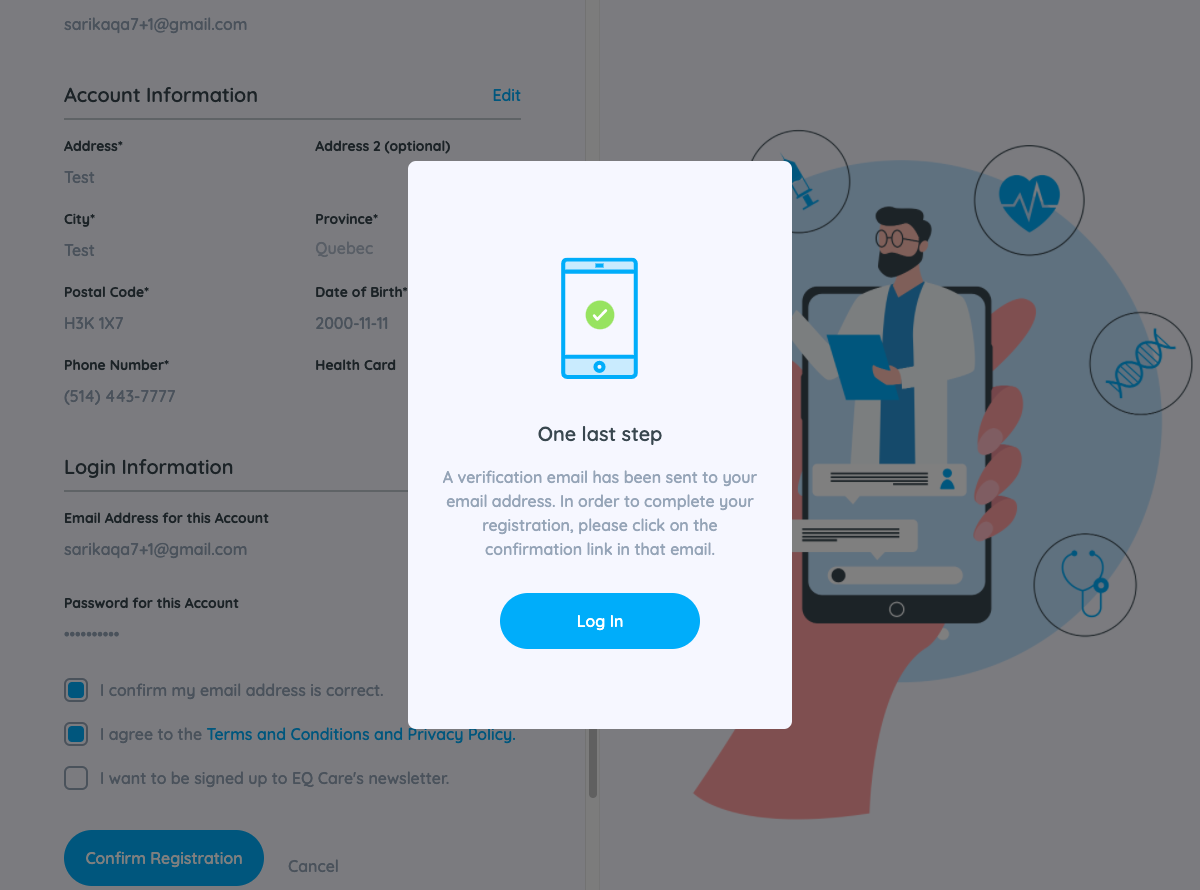 sarikaqa7+1@gmail.com
Account Information
Edit
Address*
Address 2 (optional)
Test
City*
Province*
Test
Quebec
Postal Code*
Date of Birth*
H3K 1X7
2000-11-11
Phone Number*
Health Card
(514) 443-7777
Login Information
Email Address for this Account
sarikaqa7+1@gmail.com
Password for this Account
••••••••••
I confirm my email address is correct.
I agree to the Terms and Conditions and Privacy Policy.
I want to be signed up to EQ Care's newsletter.
Confirm Registration
Cancel
One last step
A verification email has been sent to your
email address. In order to complete your
registration, please click on the
confirmation link in that email.
Log In